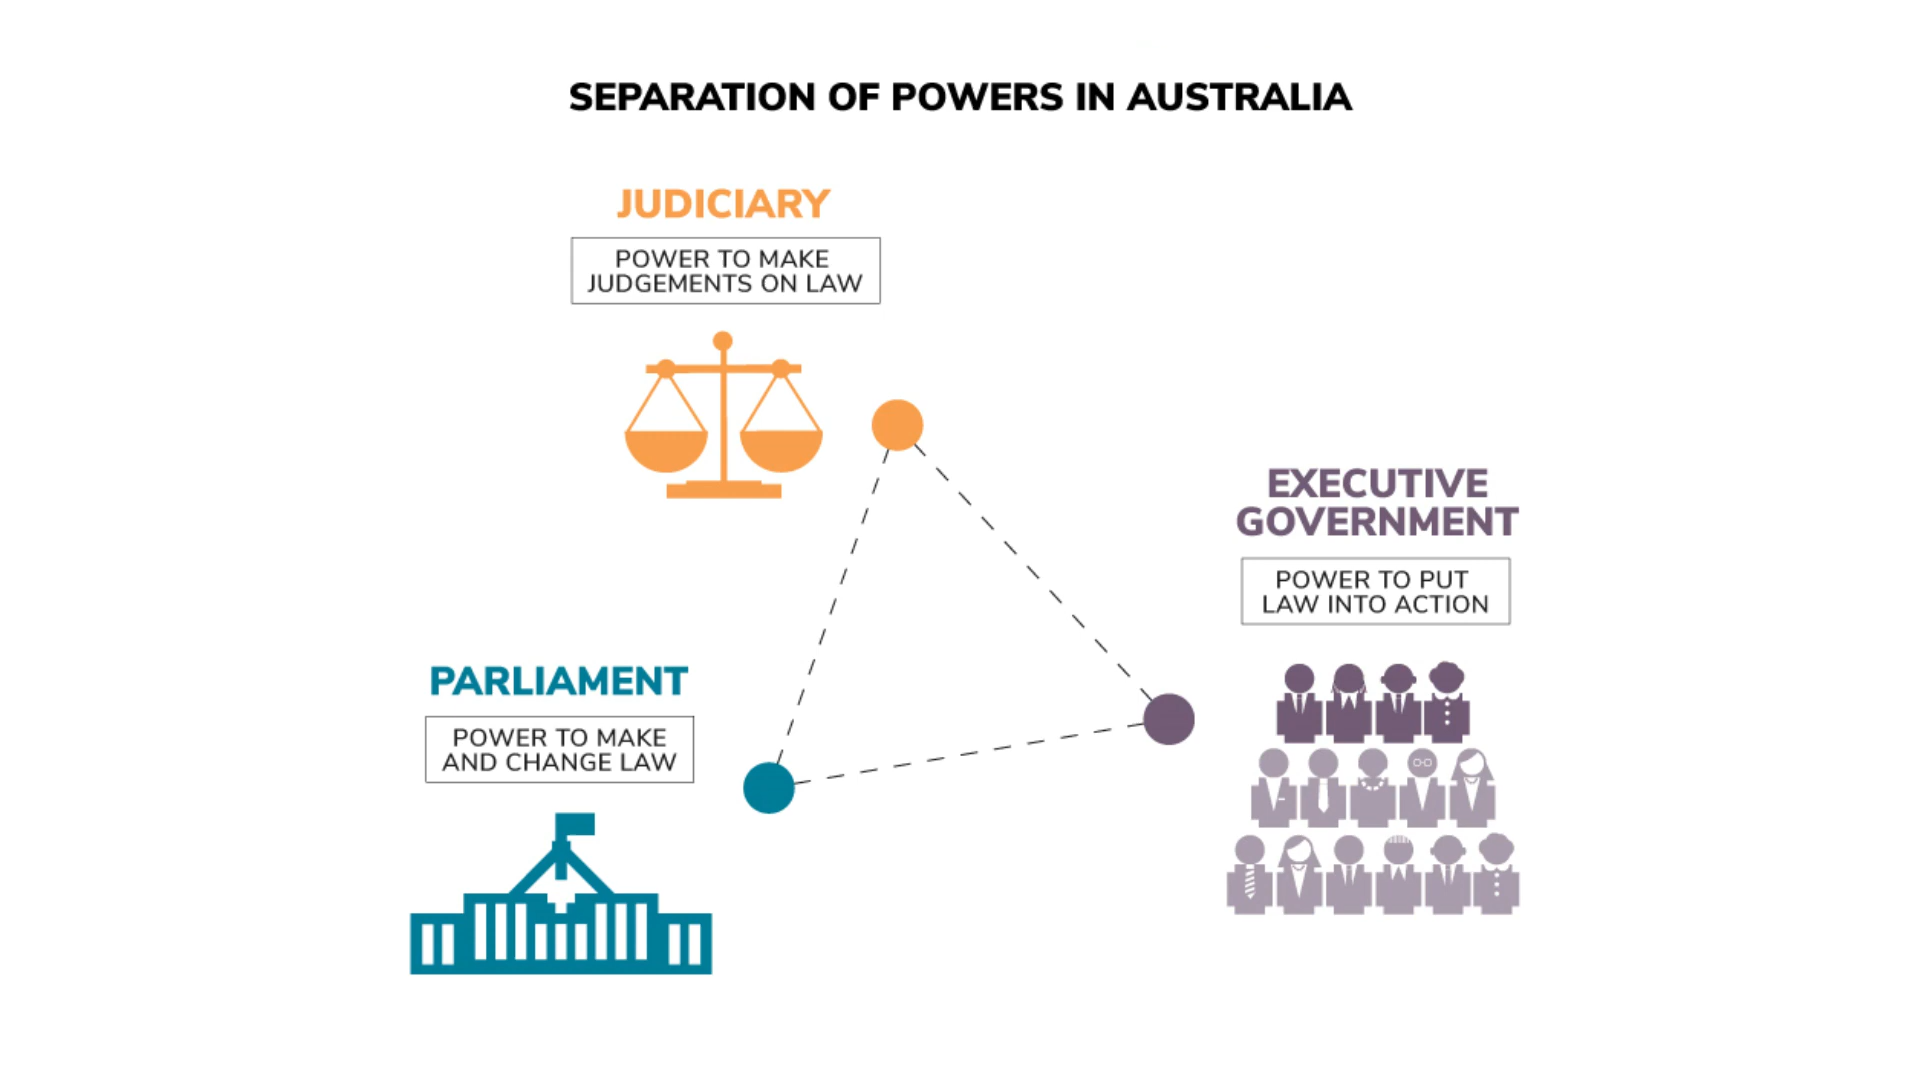 SEPARATION OF POWERS IN AUSTRALIA
JUDICIARY
POWER TO MAKE
JUDGEMENTS ON LAW
EXECUTIVE
GOVERNMENT
POWER TO PUT
LAW INTO ACTION
PARLIAMENT
POWER TO MAKE
AND CHANGE LAW